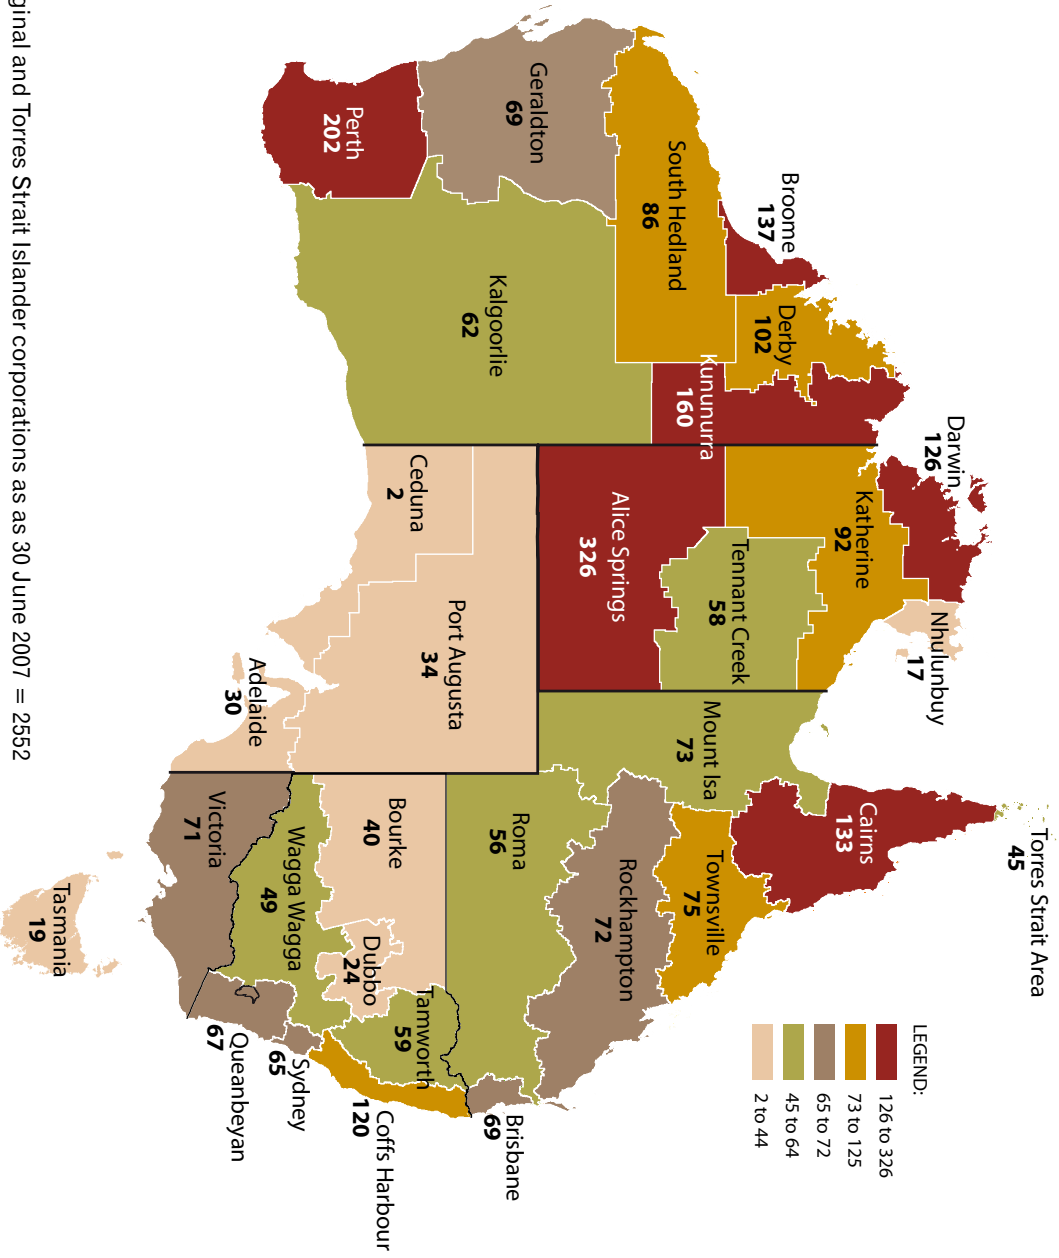 Torres Strait Area
45
Darwin
126
Nhulunbuy
17
Katherine
92
Cairns
133
LEGEND:
126 to 326
73 to 125
65 to 72
45 to 64
2 to 44
Broome
137
Derby
102
Kununurra
160
Tennant Creek
58
Mount Isa
73
Townsville
75
South Hedland
86
Alice Springs
326
Rockhampton
72
Geraldton
69
Kalgoorlie
62
Roma
56
Brisbane
69
Port Augusta
34
Ceduna
2
Bourke
40
Tamworth
59
Dubbo
24
Coffs Harbour
120
Perth
202
Wagga Wagga
49
Sydney
65
Adelaide
30
Victoria
71
Queanbeyan
67
Tasmania
19
ginal and Torres Strait Islander corporations as as 30 June 2007 = 2552